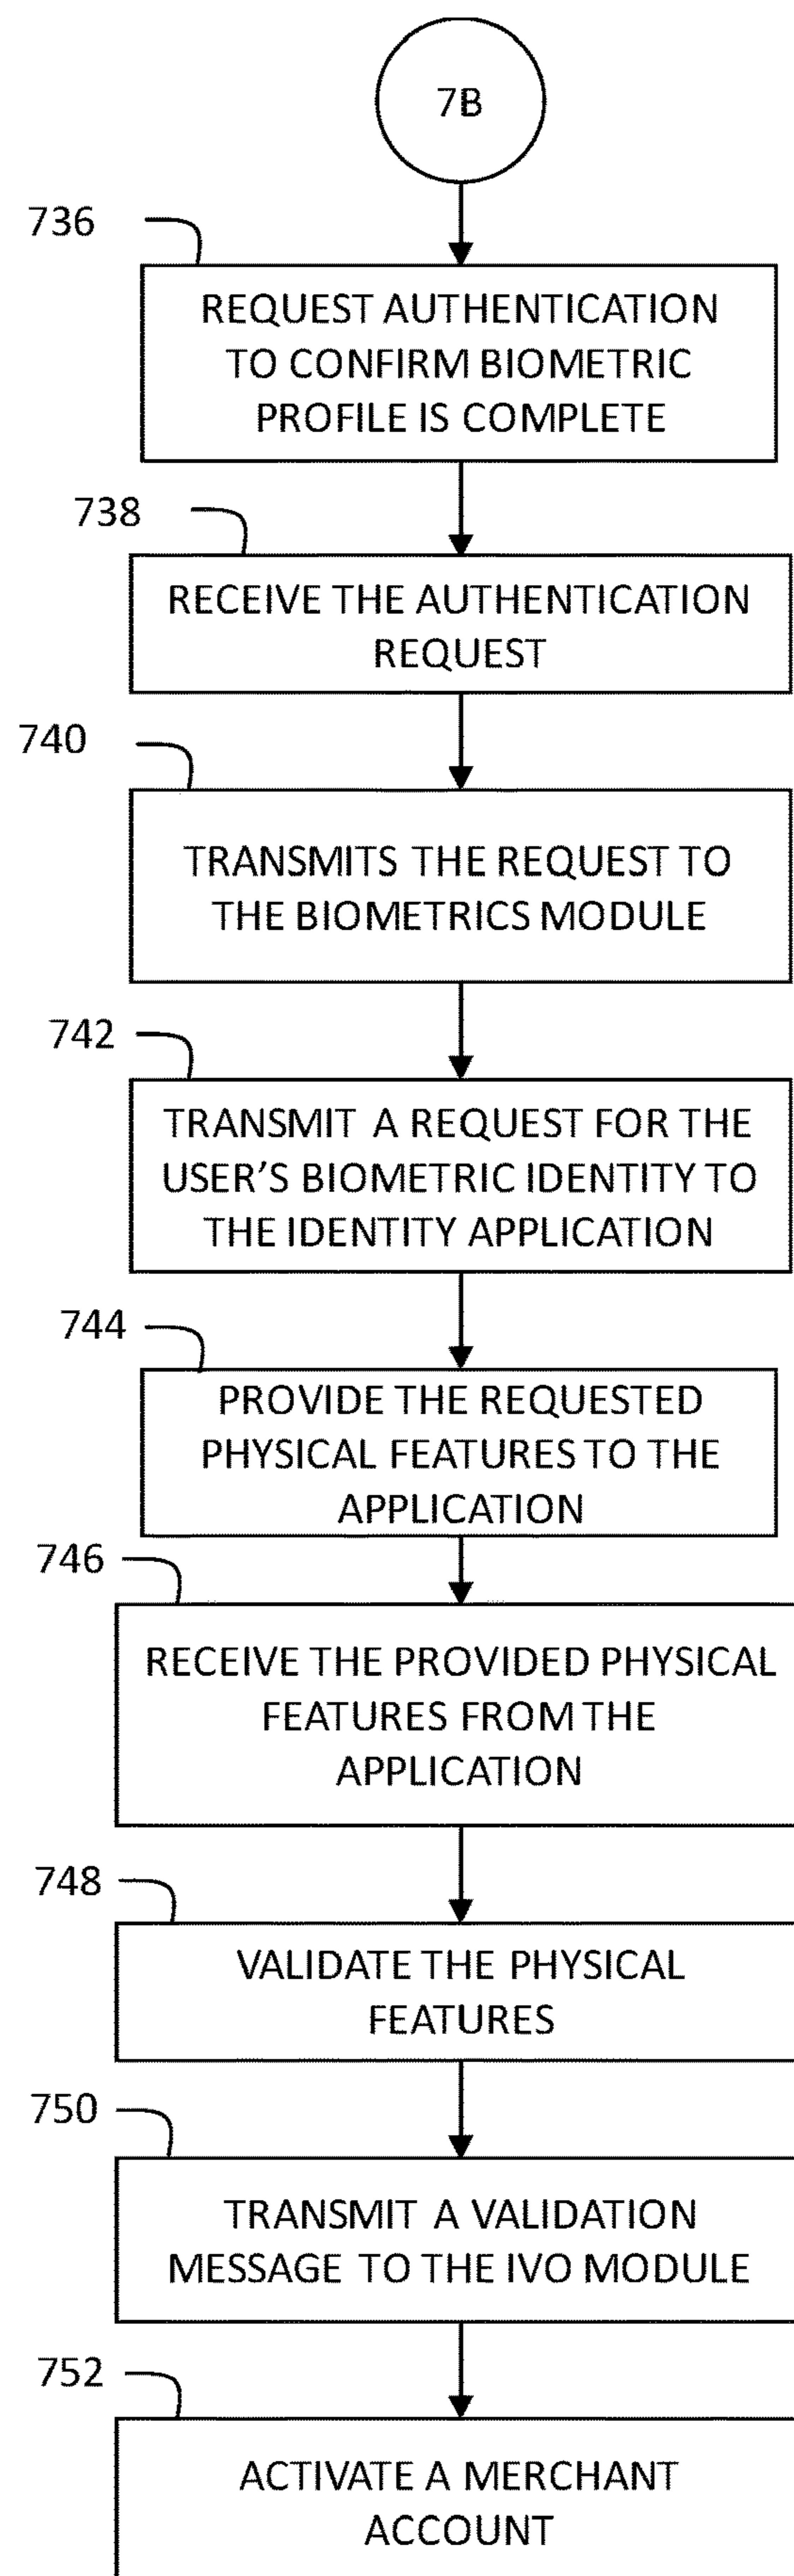 7B
736
REQUEST AUTHENTICATION
TO CONFIRM BIOMETRIC
PROFILE IS COMPLETE
738
RECEIVE THE AUTHENTICATION
REQUEST
740
TRANSMITS THE REQUEST TO
THE BIOMETRICS MODULE
742
TRANSMIT A REQUEST FOR THE
USER'S BIOMETRIC IDENTITY TO
THE IDENTITY APPLICATION
744
PROVIDE THE REQUESTED
PHYSICAL FEATURES TO THE
APPLICATION
746
RECEIVE THE PROVIDED PHYSICAL
FEATURES FROM THE
APPLICATION
748
VALIDATE THE PHYSICAL
FEATURES
750
TRANSMIT A VALIDATION
MESSAGE TO THE IVO MODULE
752
ACTIVATE A MERCHANT
ACCOUNT